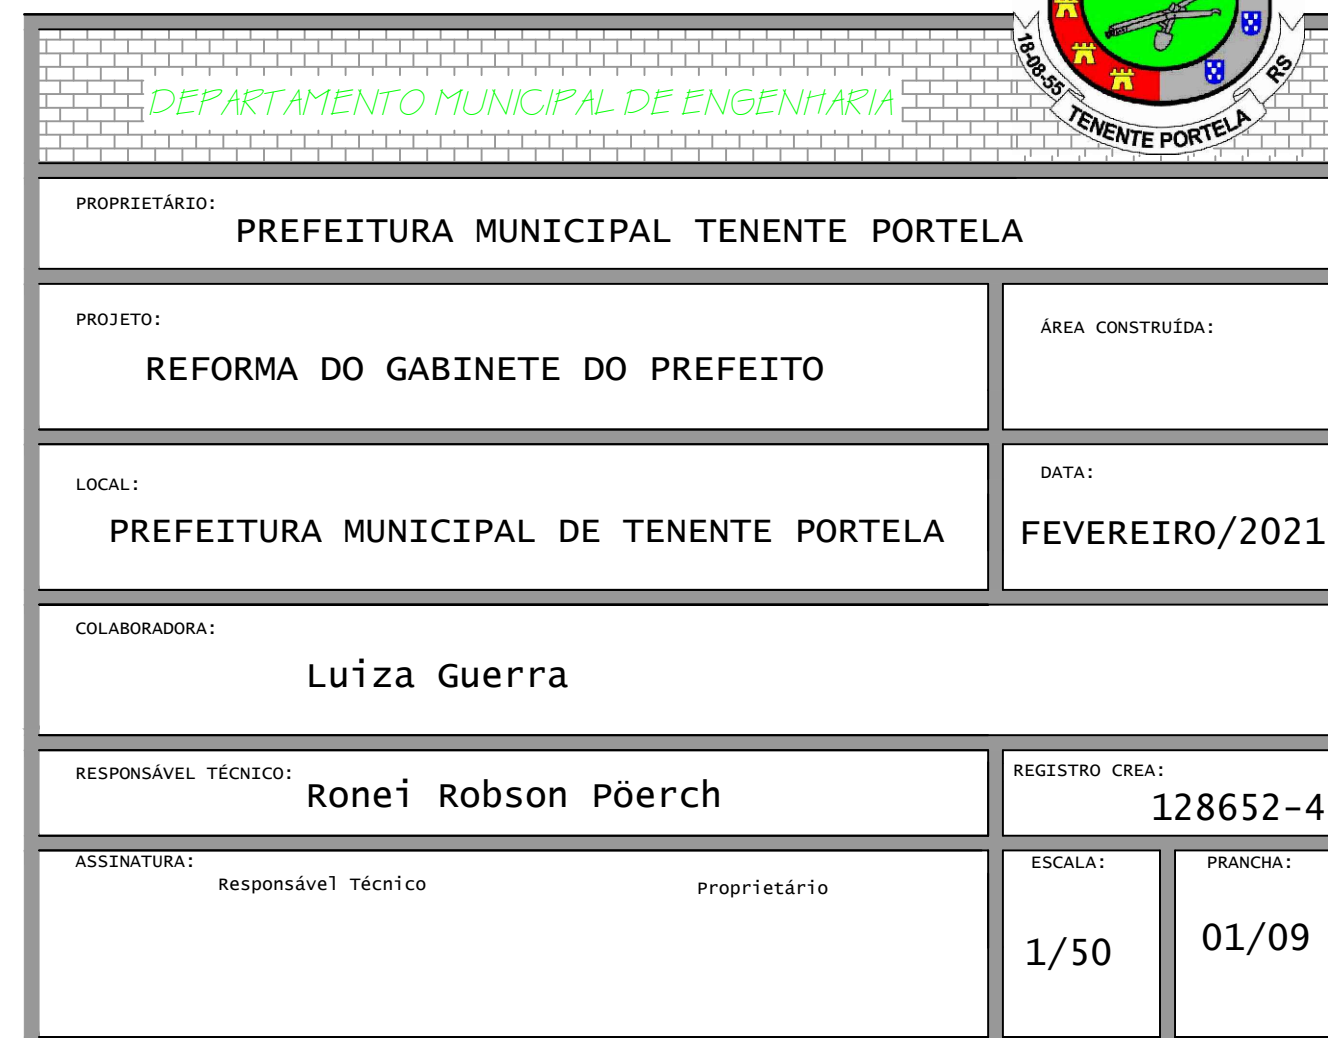 18-08-55
RS
TENENTE PORTELA
DEPARTAMENTO MUNICIPAL DE ENGENHARIA
PROPRIETÁRIO:
PREFEITURA MUNICIPAL TENENTE PORTELA
PROJETO:
REFORMA DO GABINETE DO PREFEITO
ÁREA CONSTRUÍDA:
LOCAL:
PREFEITURA MUNICIPAL DE TENENTE PORTELA
DATA:
FEVEREIRO/2021
COLABORADORA:
Luiza Guerra
RESPONSÁVEL TÉCNICO:
Ronei Robson Pöerch
REGISTRO CREA:
128652-4
ASSINATURA:
Responsável Técnico
Proprietário
ESCALA:
1/50
PRANCHA:
01/09